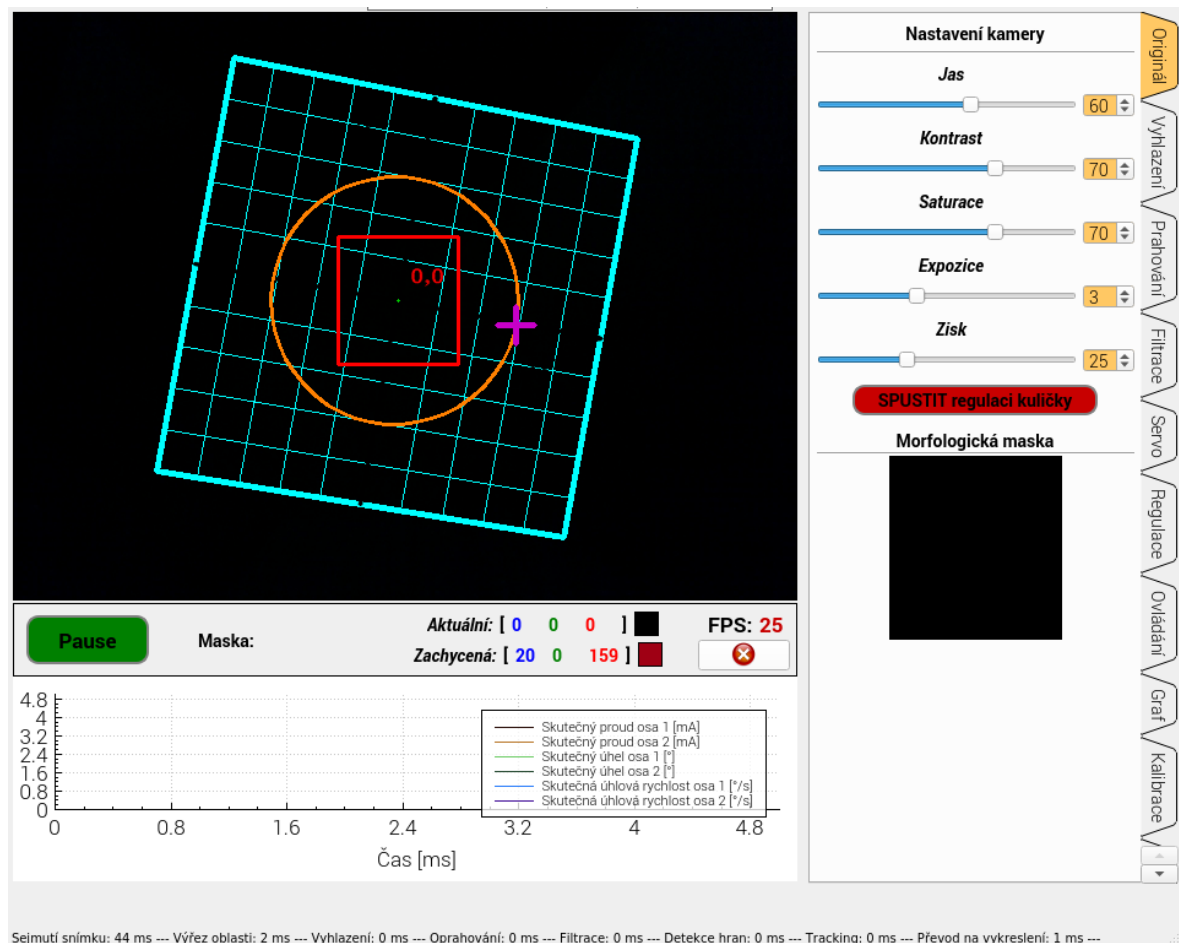 0,0
Nastavení kamery
Jas
60
Kontrast
70
Saturace
70
Expozice
3
Zisk
25
SPUSTIT regulaci kuličky
Morfologická maska
Originál
Vyhlazení
Prahování
Filtrace
Servo
Regulace
Ovládání
Graf
Kalibrace
Pause
Maska:
Aktuální: [ 0 0 0 ]
Zachycená: [ 20 0 159 ]
FPS: 25
4.8
4
3.2
2.4
1.6
0.8
0
Skutečný proud osa 1 [mA]
Skutečný proud osa 2 [mA]
Skutečný úhel osa 1 [°]
Skutečný úhel osa 2 [°]
Skutečná úhlová rychlost osa 1 [°/s]
Skutečná úhlová rychlost osa 2 [°/s]
0 0.8 1.6 2.4 3.2 4 4.8
Čas [ms]
Sejmutí snímku: 44 ms --- Výřez oblasti: 2 ms --- Vyhlazení: 0 ms --- Oprahování: 0 ms --- Filtrace: 0 ms --- Detekce hran: 0 ms --- Tracking: 0 ms --- Převod na vykreslení: 1 ms ---